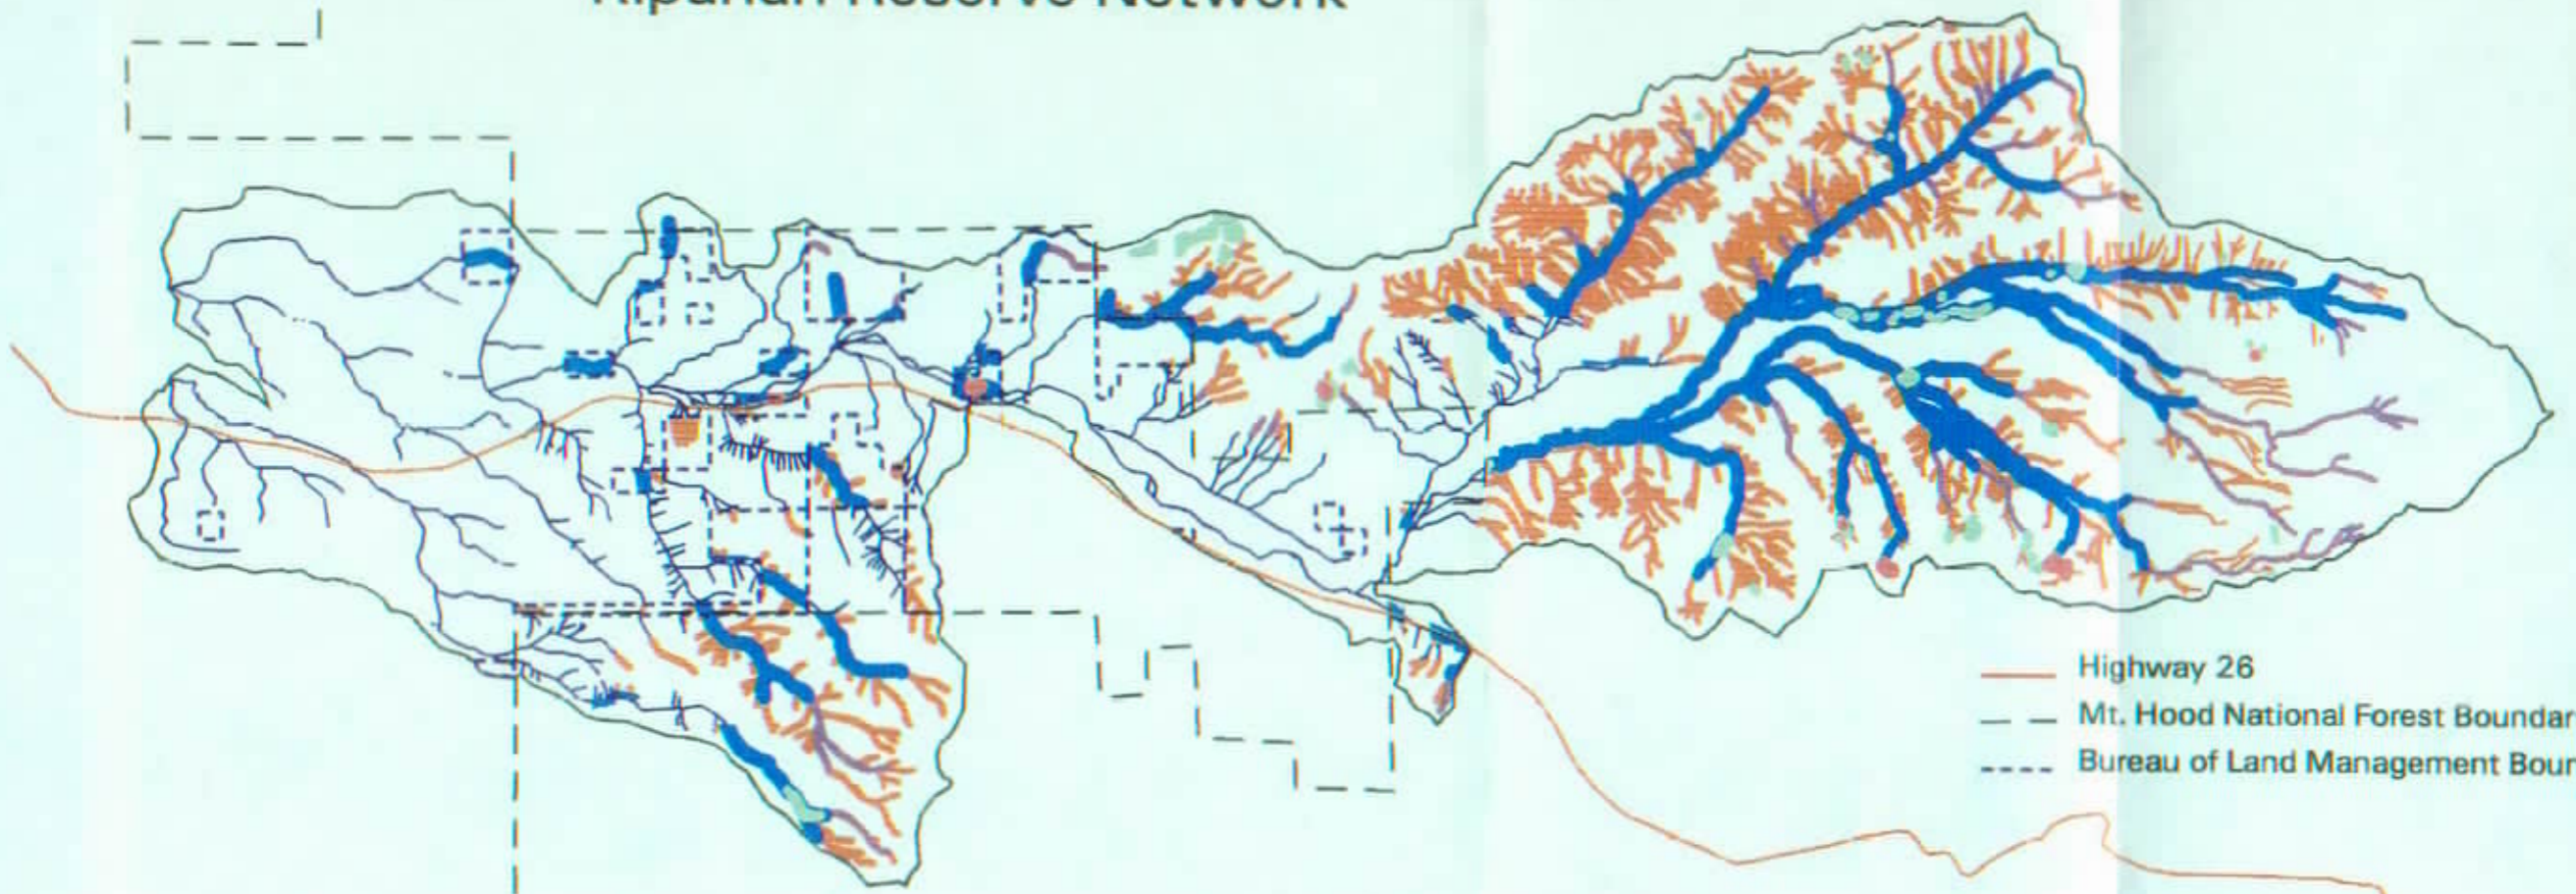 Riparian Reserve Network
Highway 26
Mt. Hood National Forest Boundar
Bureau of Land Management Bour